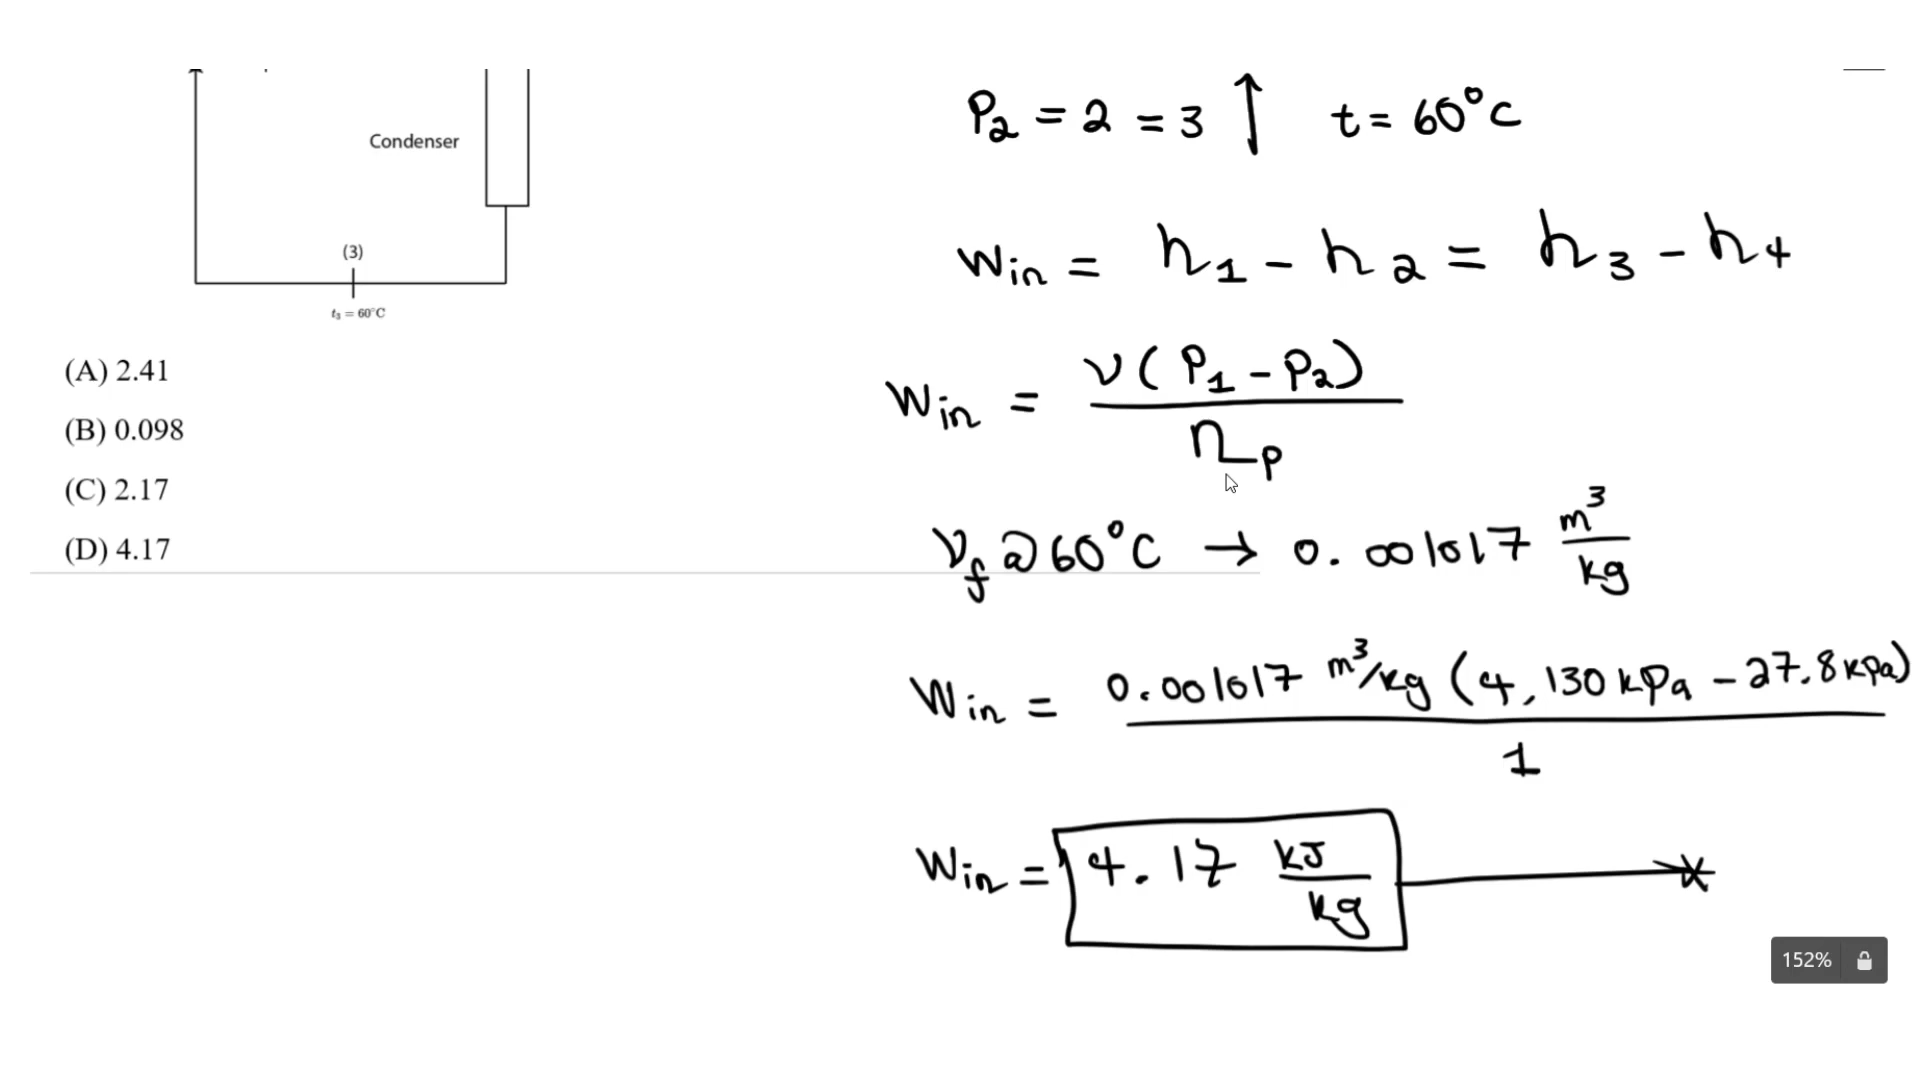 Condenser
(3)
t₃ = 60°C
(A) 2.41
(B) 0.098
(C) 2.17
(D) 4.17
P₂ = 2 = 3 ↕ t = 60°C
Win = h₁ - h₂ = h₃ - h₄
Win = ν(P₁ - P₂) / ηp
νf @ 60°C → 0.001017 m³/kg
Win = 0.001017 m³/kg (4,130 kPa - 27.8 kPa) / 1
Win = 4.17 kJ/kg
152%